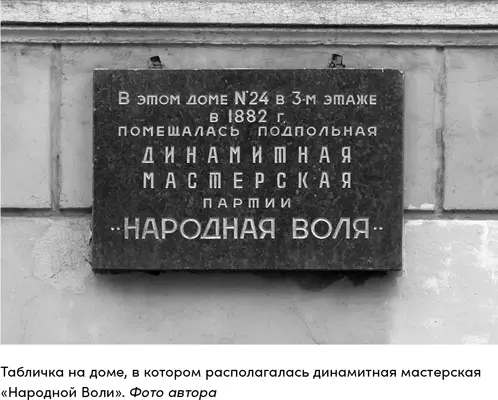 В ЭТОМ ДОМЕ №24 В 3-М ЭТАЖЕ
В 1882 Г.
ПОМЕЩАЛАСЬ ПОДПОЛЬНАЯ
ДИНАМИТНАЯ
МАСТЕРСКАЯ
ПАРТИИ
"НАРОДНАЯ ВОЛЯ"
Табличка на доме, в котором располагалась динамитная мастерская
«Народной Воли». Фото автора